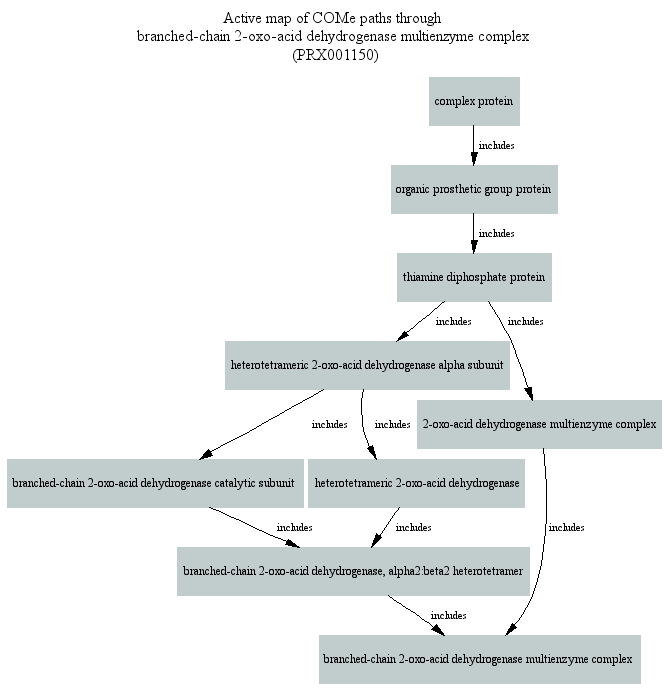 Active map of COMe paths through
branched-chain 2-oxo-acid dehydrogenase multienzyme complex
(PRX001150)
complex protein
includes
organic prosthetic group protein
includes
thiamine diphosphate protein
includes
includes
heterotetrameric 2-oxo-acid dehydrogenase alpha subunit
includes
includes
2-oxo-acid dehydrogenase multienzyme complex
branched-chain 2-oxo-acid dehydrogenase catalytic subunit
heterotetrameric 2-oxo-acid dehydrogenase
includes
includes
includes
branched-chain 2-oxo-acid dehydrogenase, alpha2:beta2 heterotetramer
includes
branched-chain 2-oxo-acid dehydrogenase multienzyme complex